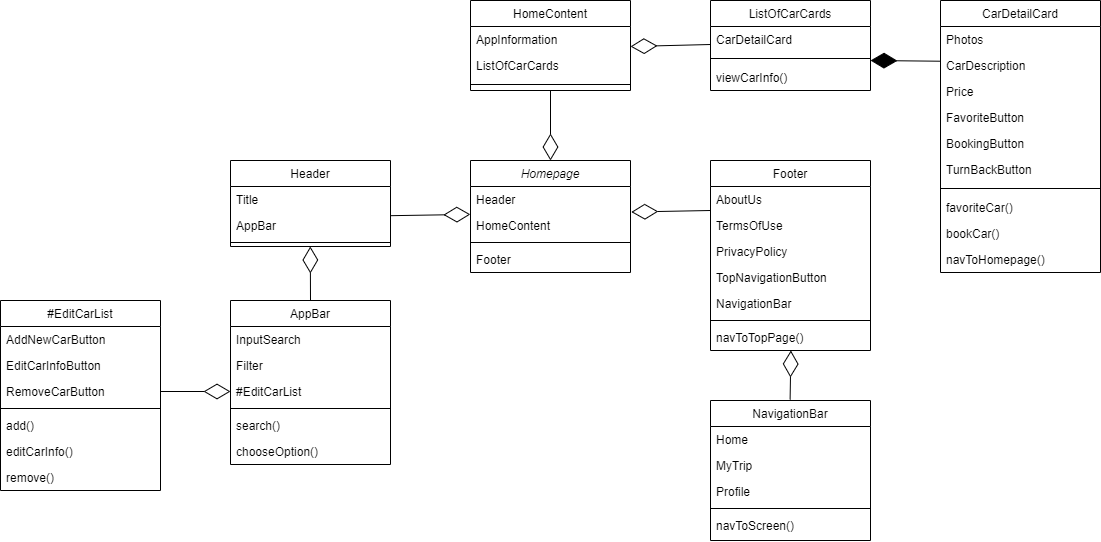 HomeContent
AppInformation
ListOfCarCards
ListOfCarCards
CarDetailCard
viewCarInfo()
CarDetailCard
Photos
CarDescription
Price
FavoriteButton
BookingButton
TurnBackButton
favoriteCar()
bookCar()
navToHomepage()
Header
Title
AppBar
Homepage
Header
HomeContent
Footer
Footer
AboutUs
TermsOfUse
PrivacyPolicy
TopNavigationButton
NavigationBar
navToTopPage()
#EditCarList
AddNewCarButton
EditCarInfoButton
RemoveCarButton
add()
editCarInfo()
remove()
AppBar
InputSearch
Filter
#EditCarList
search()
chooseOption()
NavigationBar
Home
MyTrip
Profile
navToScreen()